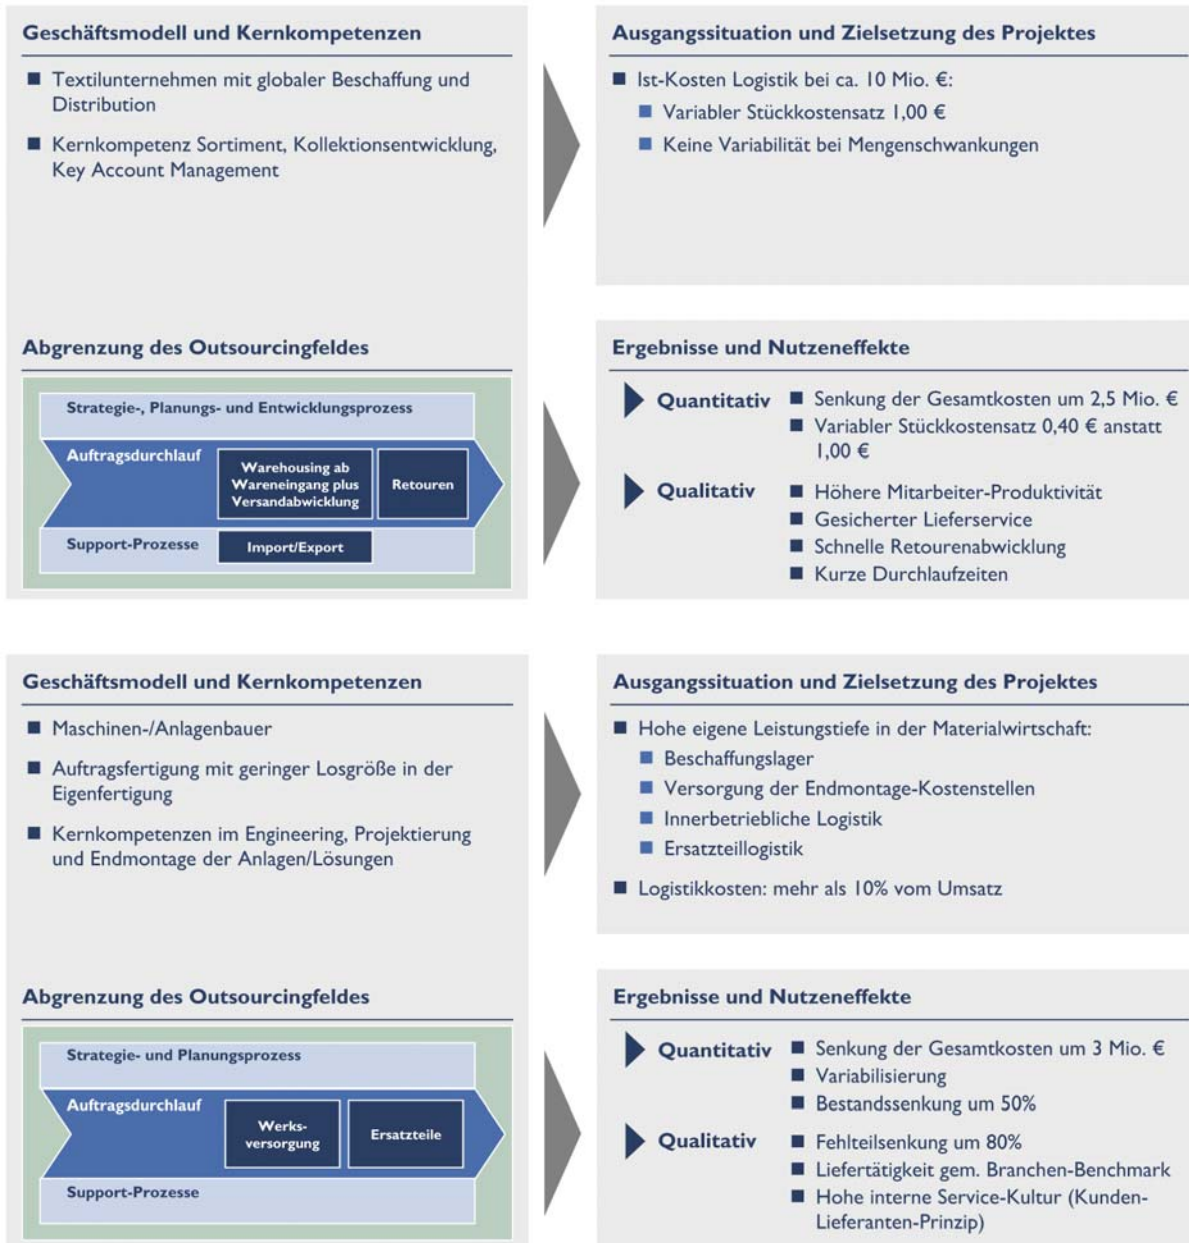 Geschäftsmodell und Kernkompetenzen
Textilunternehmen mit globaler Beschaffung und
Distribution
Kernkompetenz Sortiment, Kollektionsentwicklung,
Key Account Management
Ausgangssituation und Zielsetzung des Projektes
Ist-Kosten Logistik bei ca. 10 Mio. €:
Variabler Stückkostensatz 1,00 €
Keine Variabilität bei Mengenschwankungen
Abgrenzung des Outsourcingfeldes
Strategie-, Planungs- und Entwicklungsprozess
Auftragsdurchlauf
Warehousing ab
Wareneingang plus
Versandabwicklung
Retouren
Support-Prozesse
Import/Export
Ergebnisse und Nutzeneffekte
Quantitativ
Senkung der Gesamtkosten um 2,5 Mio. €
Variabler Stückkostensatz 0,40 € anstatt
1,00 €
Qualitativ
Höhere Mitarbeiter-Produktivität
Gesicherter Lieferservice
Schnelle Retourenabwicklung
Kurze Durchlaufzeiten
Geschäftsmodell und Kernkompetenzen
Maschinen-/Anlagenbauer
Auftragsfertigung mit geringer Losgröße in der
Eigenfertigung
Kernkompetenzen im Engineering, Projektierung
und Endmontage der Anlagen/Lösungen
Ausgangssituation und Zielsetzung des Projektes
Hohe eigene Leistungstiefe in der Materialwirtschaft:
Beschaffungslager
Versorgung der Endmontage-Kostenstellen
Innerbetriebliche Logistik
Ersatzteillogistik
Logistikkosten: mehr als 10% vom Umsatz
Abgrenzung des Outsourcingfeldes
Strategie- und Planungsprozess
Auftragsdurchlauf
Werks-
versorgung
Ersatzteile
Support-Prozesse
Ergebnisse und Nutzeneffekte
Quantitativ
Senkung der Gesamtkosten um 3 Mio. €
Variabilisierung
Bestandssenkung um 50%
Qualitativ
Fehlteilsenkung um 80%
Liefertätigkeit gem. Branchen-Benchmark
Hohe interne Service-Kultur (Kunden-
Lieferanten-Prinzip)